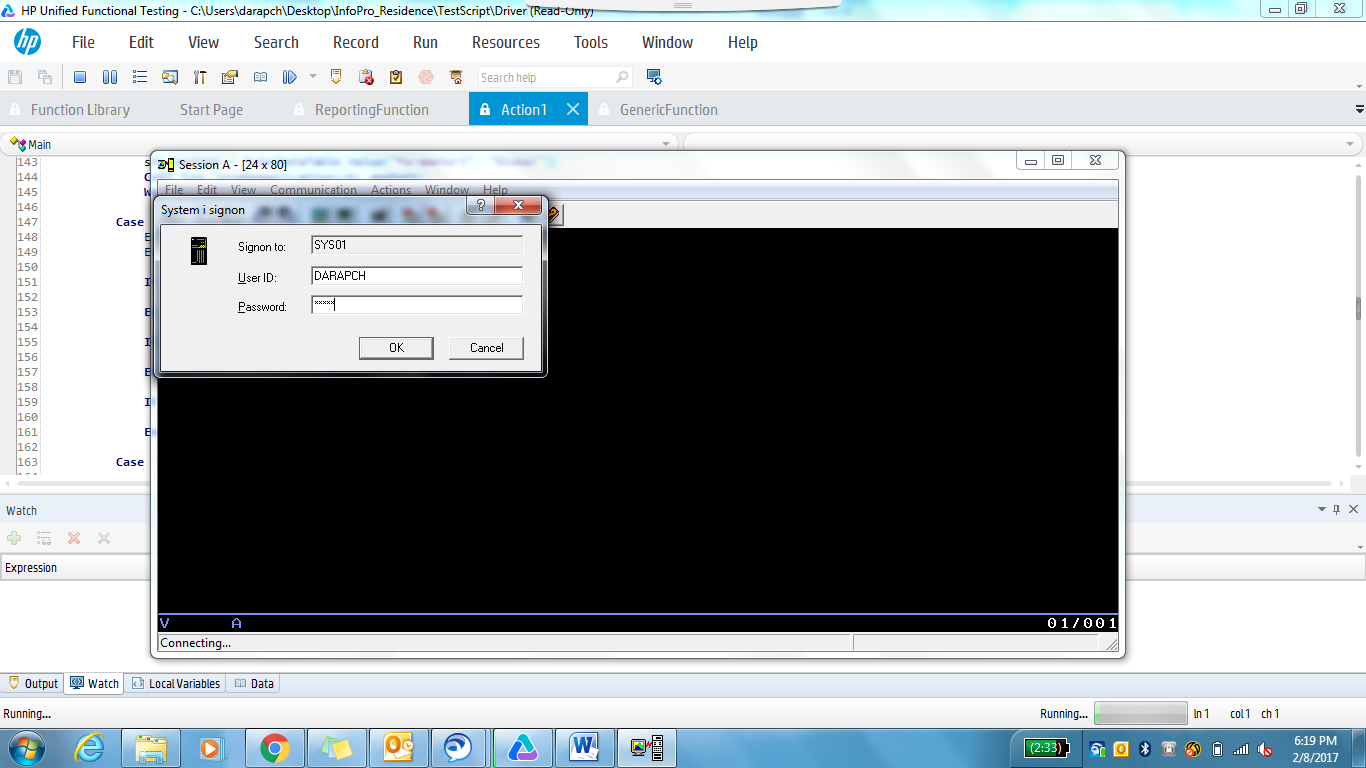 HP Unified Functional Testing - C:\Users\darapch\Desktop\InfoPro_Residence\TestScript\Driver (Read-Only)
hp File Edit View Search Record Run Resources Tools Window Help
Search help
Function Library Start Page ReportingFunction Action1 GenericFunction
Main
143
144
145
146
147 Case
148
149
150
151
152
153
154
155
156
157
158
159
160
161
162
163 Case
Session A - [24 x 80]
File Edit View Communication Actions Window Help
System i signon
Signon to: SYS01
User ID: DARAPCH
Password: *****
OK Cancel
V A 01/001
Connecting...
Watch
Expression
Output Watch Local Variables Data
Running... Running... ln 1 col 1 ch 1
(2:33) 6:19 PM
2/8/2017